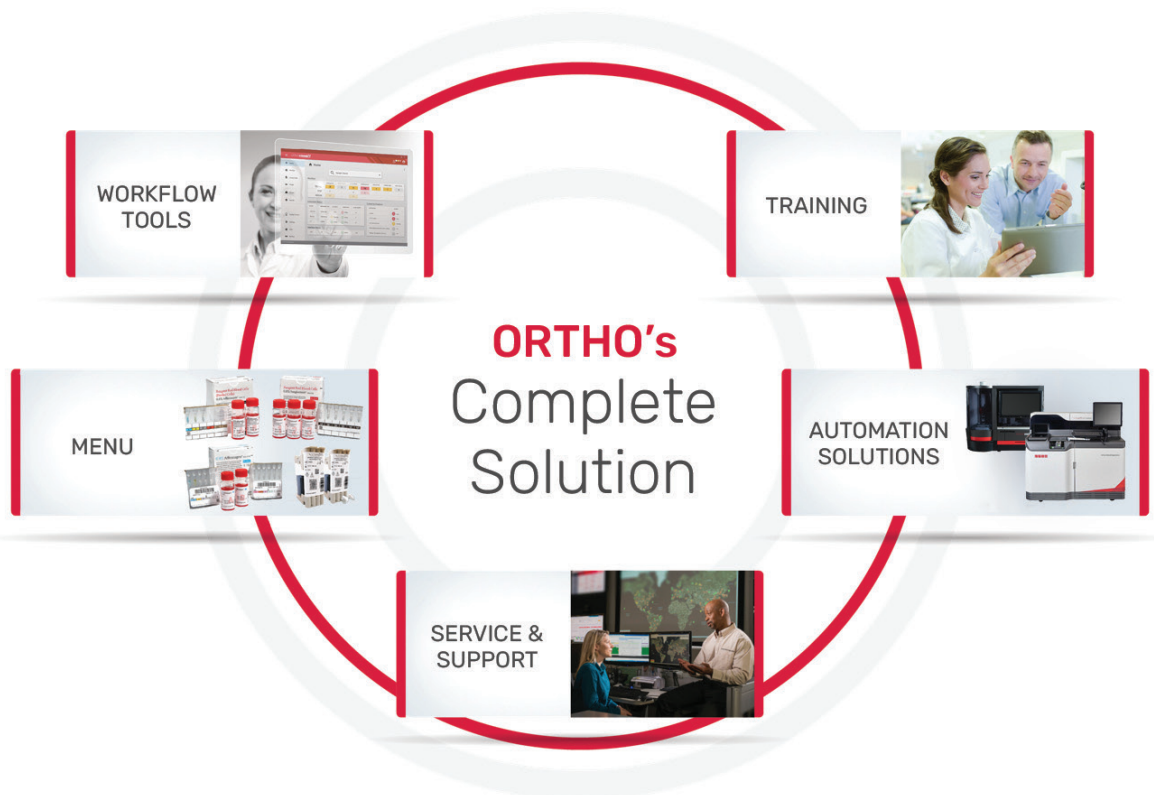 WORKFLOW
TOOLS
TRAINING
ORTHO's
Complete
Solution
MENU
AUTOMATION
SOLUTIONS
SERVICE &
SUPPORT